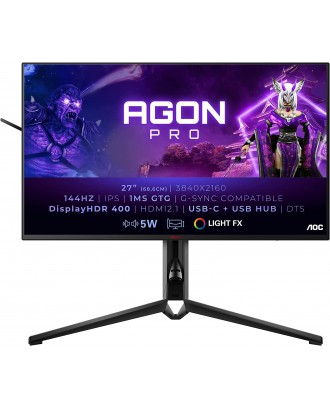 AGON
PRO
27" (68,6CM) | 3840X2160
144HZ | IPS | 1MS GTG | G-SYNC COMPATIBLE
DisplayHDR 400 | HDMI2.1 | USB-C + USB HUB | DTS
5W LIGHT FX
AOC